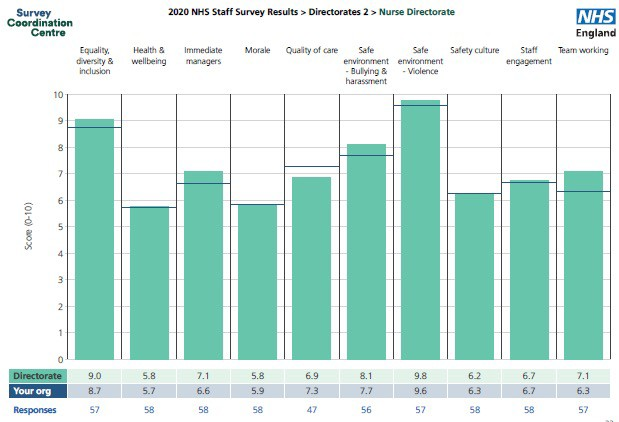 Survey
Coordination
Centre
2020 NHS Staff Survey Results > Directorates 2 > Nurse Directorate
NHS
England
Equality,
diversity &
inclusion
Health &
wellbeing
Immediate
managers
Morale
Quality of care
Safe
environment
- Bullying &
harassment
Safe
environment
- Violence
Safety culture
Staff
engagement
Team working
Score (0-10)
10
9
8
7
6
5
4
3
2
1
0
Directorate 9.0 5.8 7.1 5.8 6.9 8.1 9.8 6.2 6.7 7.1
Your org 8.7 5.7 6.6 5.9 7.3 7.7 9.6 6.3 6.7 6.3
Responses 57 58 58 58 47 56 57 58 58 57